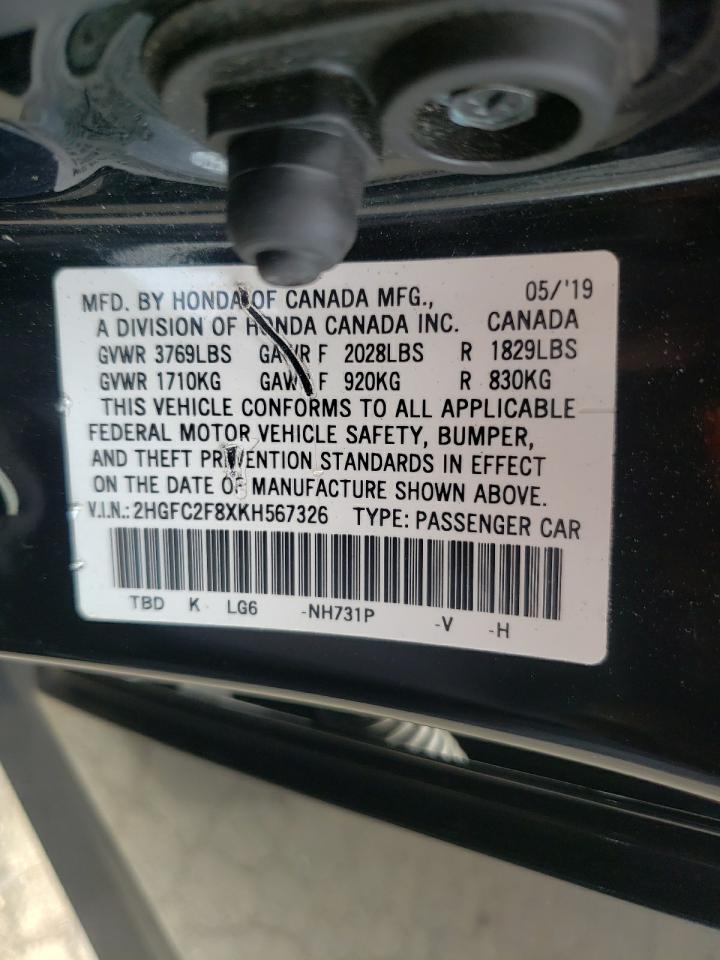 MFD. BY HONDA OF CANADA MFG., 05/'19
A DIVISION OF HONDA CANADA INC. CANADA
GVWR 3769LBS GAWR F 2028LBS R 1829LBS
GVWR 1710KG GAWR F 920KG R 830KG
THIS VEHICLE CONFORMS TO ALL APPLICABLE
FEDERAL MOTOR VEHICLE SAFETY, BUMPER,
AND THEFT PREVENTION STANDARDS IN EFFECT
ON THE DATE OF MANUFACTURE SHOWN ABOVE.
V.I.N.: 2HGFC2F8XKH567326 TYPE: PASSENGER CAR
TBD K LG6 -NH731P -V -H